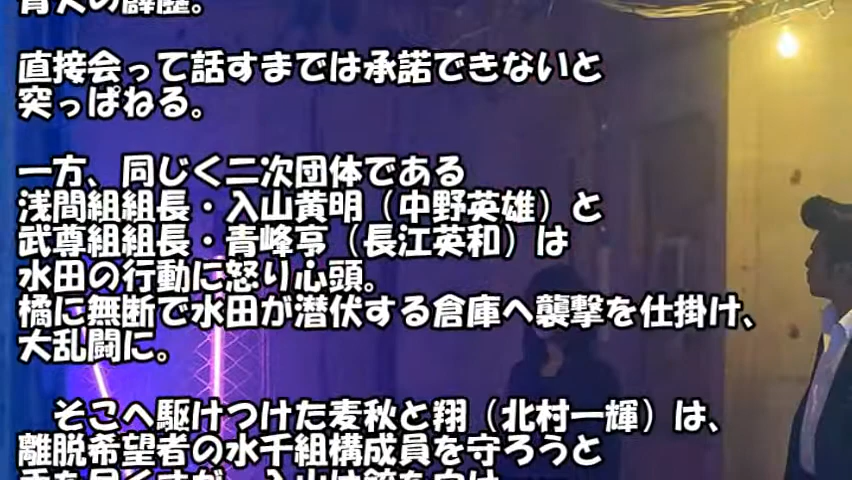 青天の霹靂。
直接会って話すまでは承諾できないと
突っぱねる。
一方、同じく二次団体である
浅間組組長・入山黄明（中野英雄）と
武尊組組長・青峰亨（長江英和）は
水田の行動に怒り心頭。
橘に無断で水田が潜伏する倉庫へ襲撃を仕掛け、
大乱闘に。
そこへ駆けつけた麦秋と翔（北村一輝）は、
離脱希望者の水千組構成員を守ろうと